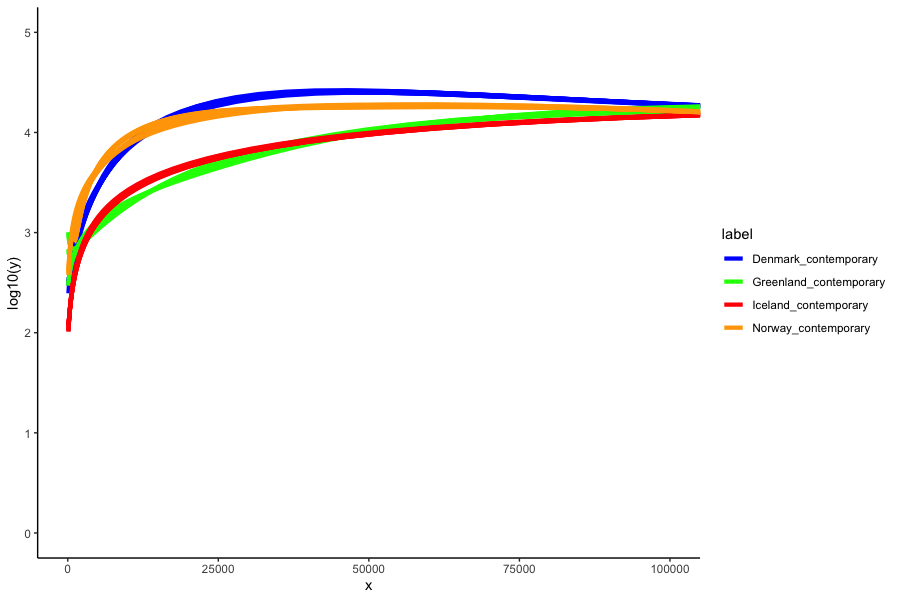 5
4
3
2
1
0
log10(y)
0 25000 50000 75000 100000
x
label
Denmark_contemporary
Greenland_contemporary
Iceland_contemporary
Norway_contemporary